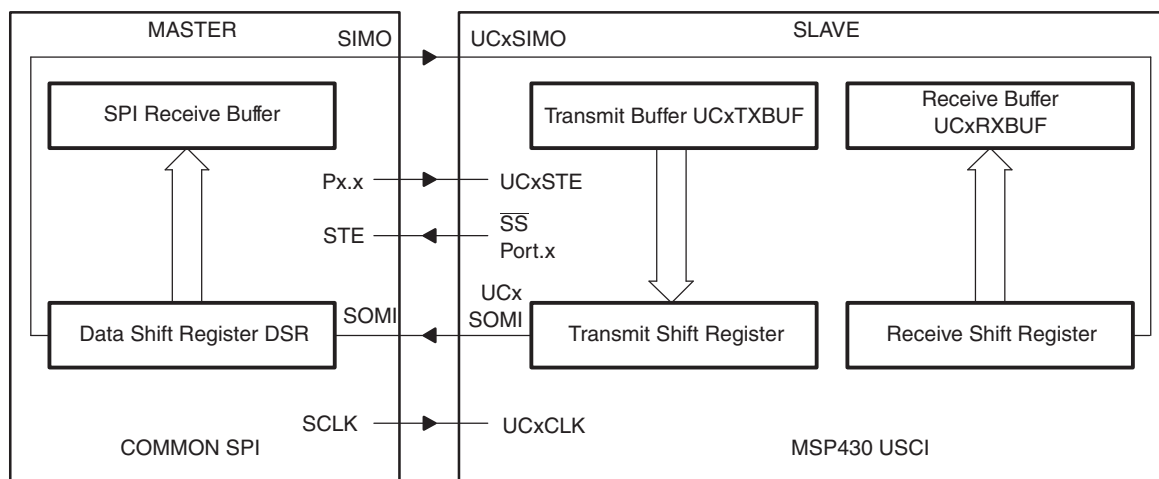 MASTER
SLAVE
SIMO
UCxSIMO
SPI Receive Buffer
Transmit Buffer UCxTXBUF
Receive Buffer
UCxRXBUF
Px.x
UCxSTE
STE
S̅S̅
Port.x
SOMI
UCx
SOMI
Data Shift Register DSR
Transmit Shift Register
Receive Shift Register
SCLK
UCxCLK
COMMON SPI
MSP430 USCI